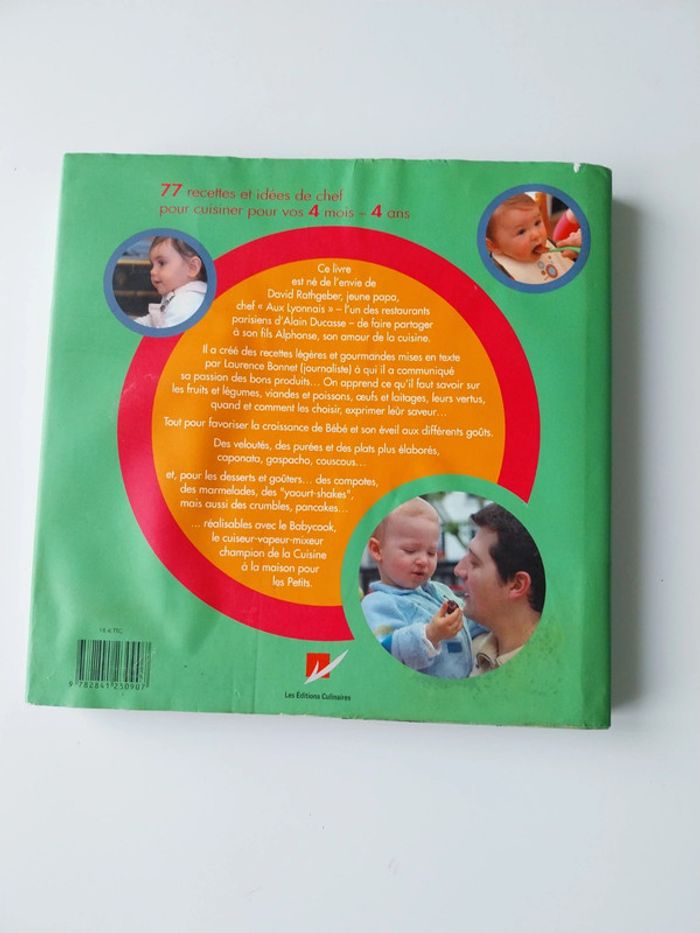 77 recettes et idées de chef
pour cuisiner pour vos 4 mois – 4 ans
Ce livre
est né de l'envie de
David Rathgeber, jeune papa,
chef « Aux Lyonnais » – l'un des restaurants
parisiens d'Alain Ducasse – de faire partager
à son fils Alphonse, son amour de la cuisine.
Il a créé des recettes légères et gourmandes mises en texte
par Laurence Bonnet (journaliste) à qui il a communiqué
sa passion des bons produits... On apprend ce qu'il faut savoir sur
les fruits et légumes, viandes et poissons, œufs et laitages, leurs vertus,
quand et comment les choisir, exprimer leur saveur...
Tout pour favoriser la croissance de Bébé et son éveil aux différents goûts.
Des veloutés, des purées et des plats plus élaborés,
caponata, gaspacho, couscous...
et, pour les desserts et goûters... des compotes,
des marmelades, des "yaourt-shakes",
mais aussi des crumbles, pancakes...
... réalisables avec le Babycook,
le cuiseur-vapeur-mixeur
champion de la Cuisine
à la maison pour
les Petits.
18 € TTC
9 782841 230907
Les Editions Culinaires